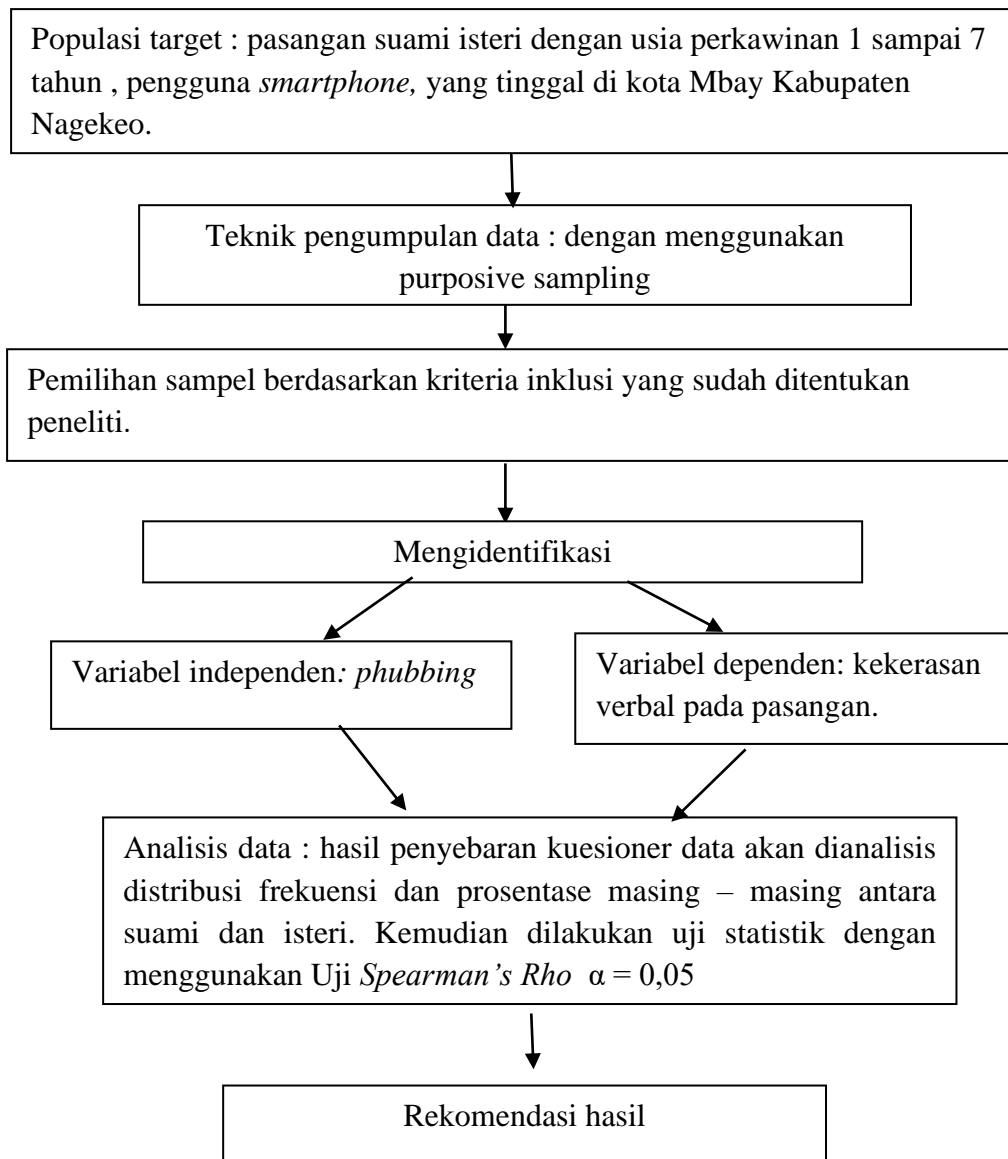 Populasi target : pasangan suami isteri dengan usia perkawinan 1 sampai 7
tahun , pengguna smartphone, yang tinggal di kota Mbay Kabupaten
Nagekeo.
Teknik pengumpulan data : dengan menggunakan
purposive sampling
Pemilihan sampel berdasarkan kriteria inklusi yang sudah ditentukan
peneliti.
Mengidentifikasi
Variabel independen: phubbing
Variabel dependen: kekerasan
verbal pada pasangan.
Analisis data : hasil penyebaran kuesioner data akan dianalisis
distribusi frekuensi dan prosentase masing – masing antara
suami dan isteri. Kemudian dilakukan uji statistik dengan
menggunakan Uji Spearman’s Rho α = 0,05
Rekomendasi hasil